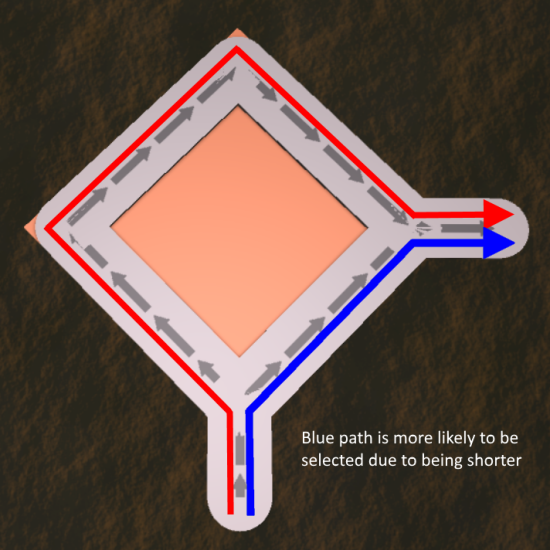 Blue path is more likely to be
selected due to being shorter